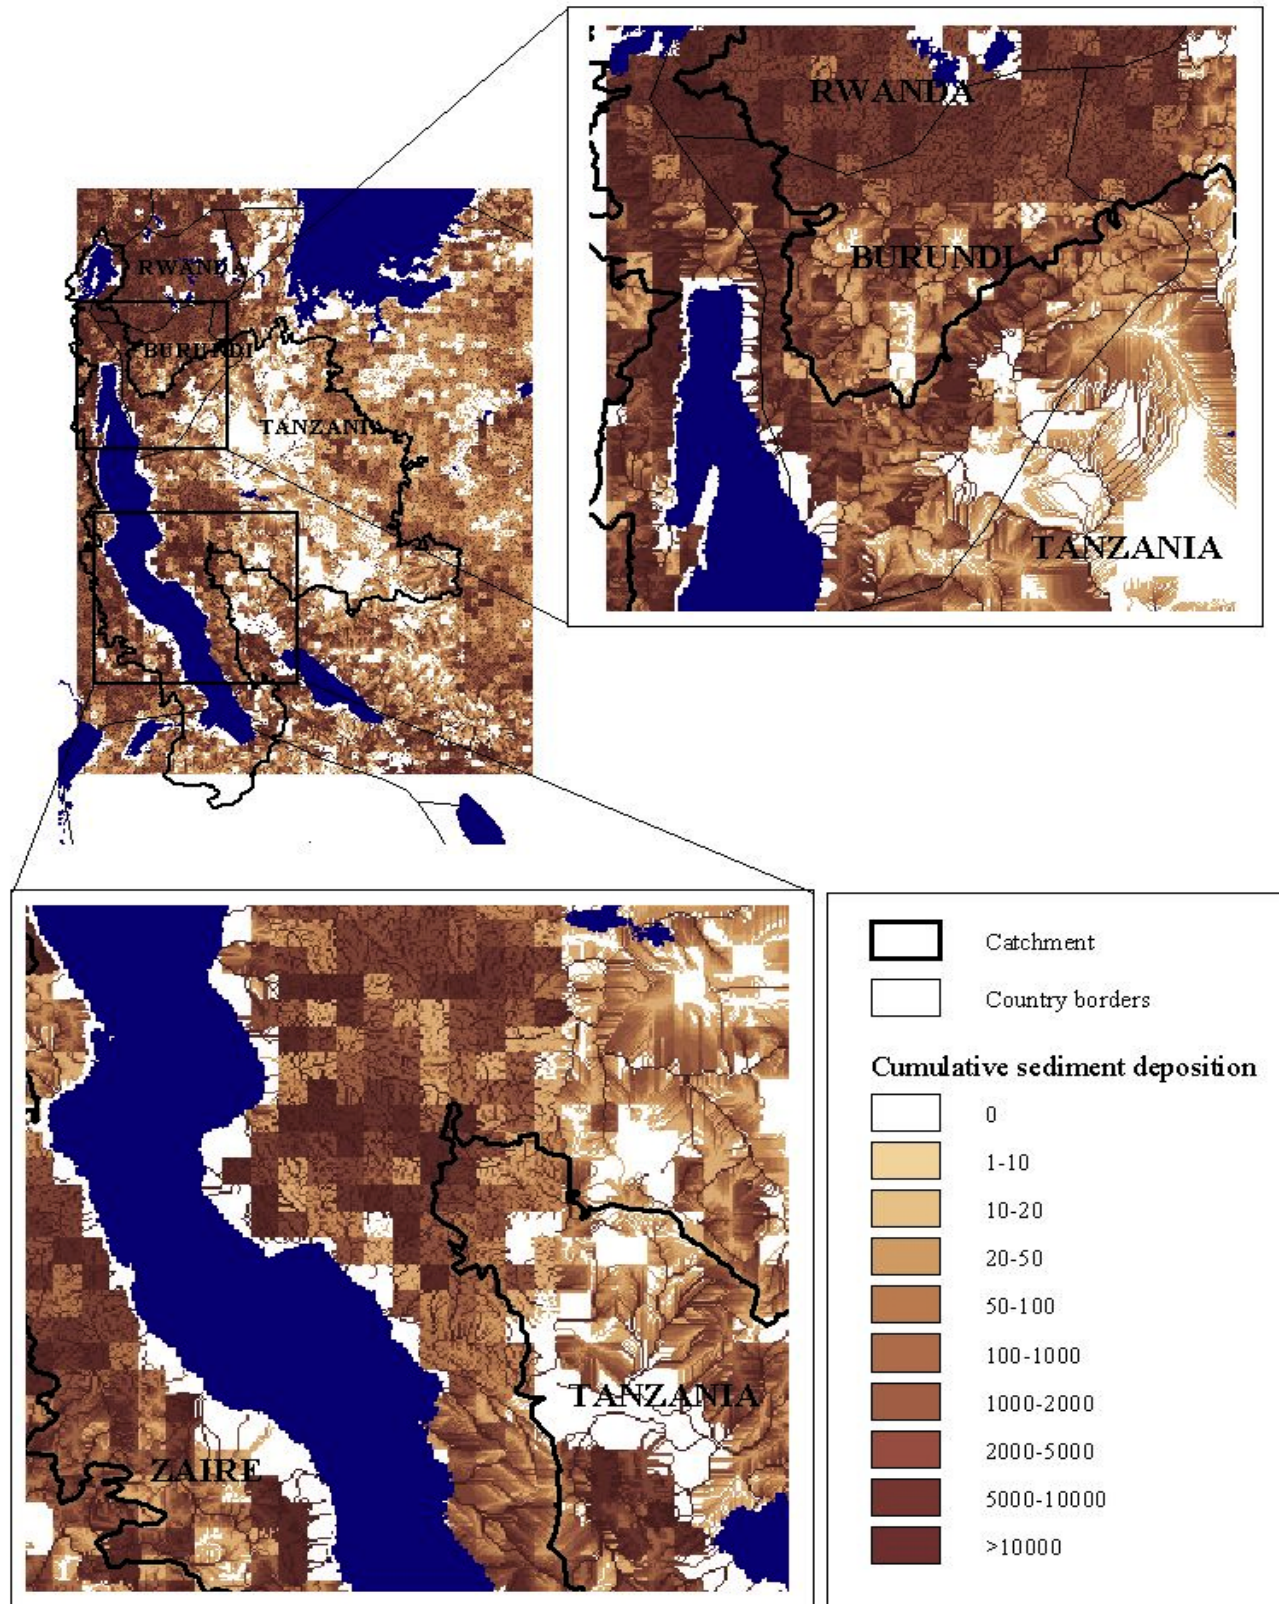 RWANDA
BURUNDI
TANZANIA
RWANDA
BURUNDI
TANZANIA
TANZANIA
ZAIRE
Catchment
Country borders
Cumulative sediment deposition
0
1-10
10-20
20-50
50-100
100-1000
1000-2000
2000-5000
5000-10000
>10000